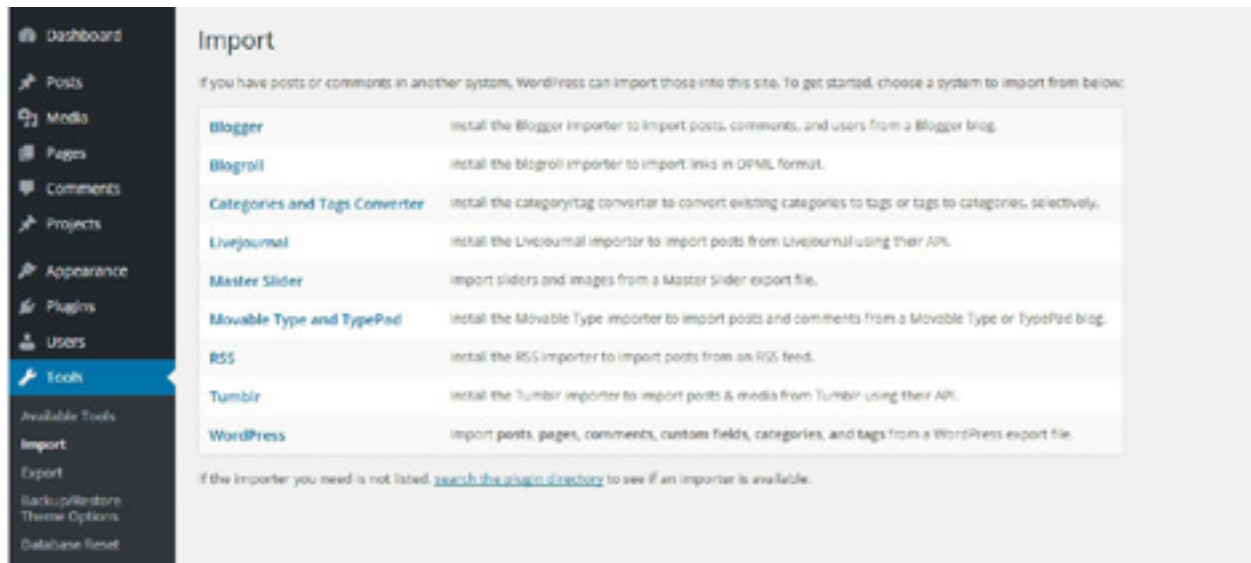 Dashboard
Posts
Media
Pages
Comments
Projects
Appearance
Plugins
Users
Tools
Available Tools
Import
Export
Backup/Restore
Theme Options
Database Reset
Import
If you have posts or comments in another system, WordPress can import those into this site. To get started, choose a system to import from below:
Blogger Install the Blogger importer to import posts, comments, and users from a Blogger blog.
Blogroll Install the blogroll importer to import links in OPML format.
Categories and Tags Converter Install the category/tag converter to convert existing categories to tags or tags to categories, selectively.
LiveJournal Install the LiveJournal importer to import posts from LiveJournal using their API.
Master Slider Import sliders and images from a Master Slider export file.
Movable Type and TypePad Install the Movable Type importer to import posts and comments from a Movable Type or TypePad blog.
RSS Install the RSS importer to import posts from an RSS feed.
Tumblr Install the Tumblr importer to import posts & media from Tumblr using their API.
WordPress Import posts, pages, comments, custom fields, categories, and tags from a WordPress export file.
If the importer you need is not listed, search the plugin directory to see if an importer is available.